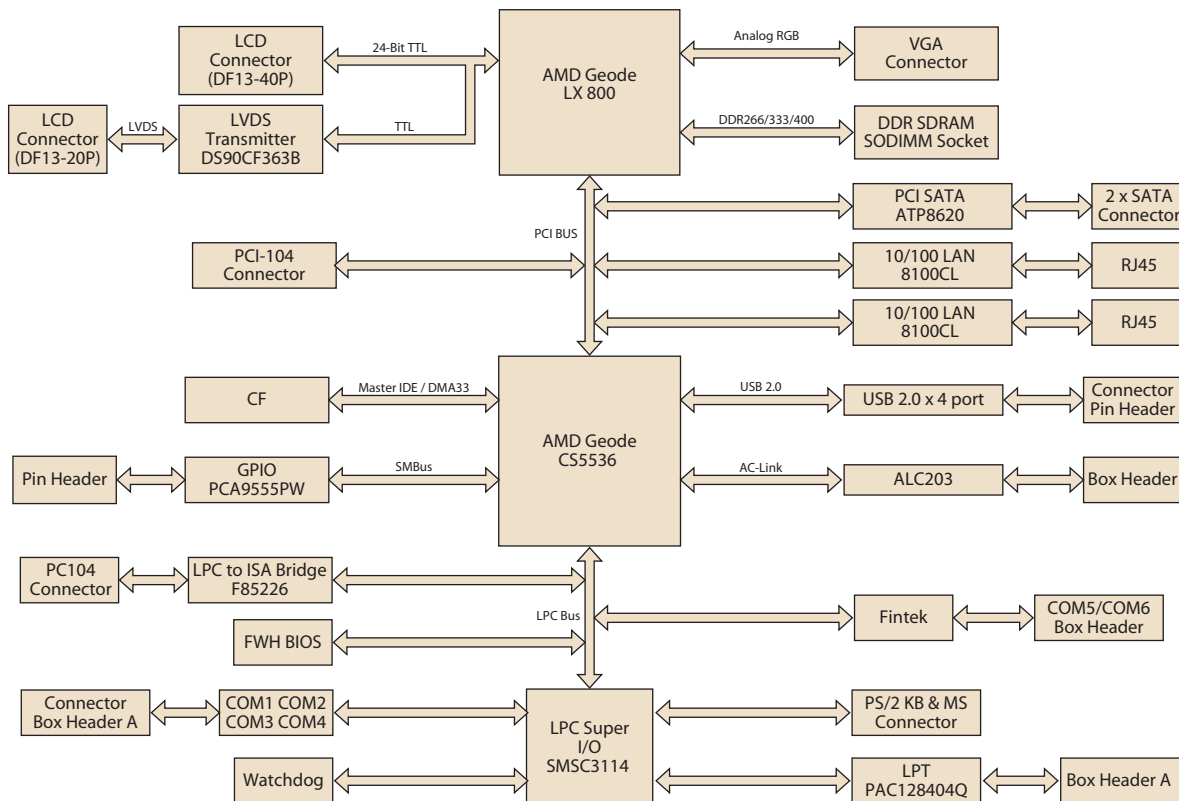 LCD
Connector
(DF13-40P)
24-Bit TTL
AMD Geode
LX 800
Analog RGB
VGA
Connector
LCD
Connector
(DF13-20P)
LVDS
LVDS
Transmitter
DS90CF363B
TTL
DDR266/333/400
DDR SDRAM
SODIMM Socket
PCI SATA
ATP8620
2 x SATA
Connector
PCI BUS
PCI-104
Connector
10/100 LAN
8100CL
RJ45
10/100 LAN
8100CL
RJ45
CF
Master IDE / DMA33
AMD Geode
CS5536
USB 2.0
USB 2.0 x 4 port
Connector
Pin Header
Pin Header
GPIO
PCA9555PW
SMBus
AC-Link
ALC203
Box Header
PC104
Connector
LPC to ISA Bridge
F85226
LPC Bus
Fintek
COM5/COM6
Box Header
FWH BIOS
Connector
Box Header A
COM1 COM2
COM3 COM4
LPC Super
I/O
SMSC3114
PS/2 KB & MS
Connector
Watchdog
LPT
PAC128404Q
Box Header A